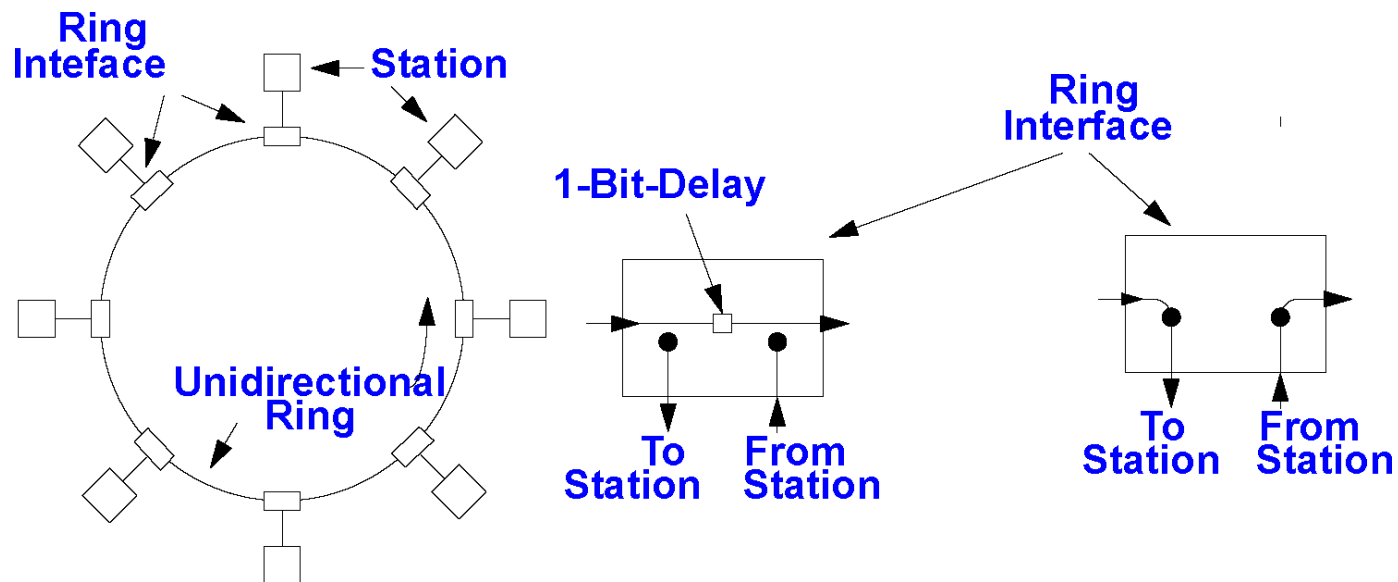 Ring
Inteface
Station
Unidirectional
Ring
1-Bit-Delay
To
Station
From
Station
Ring
Interface
To
Station
From
Station